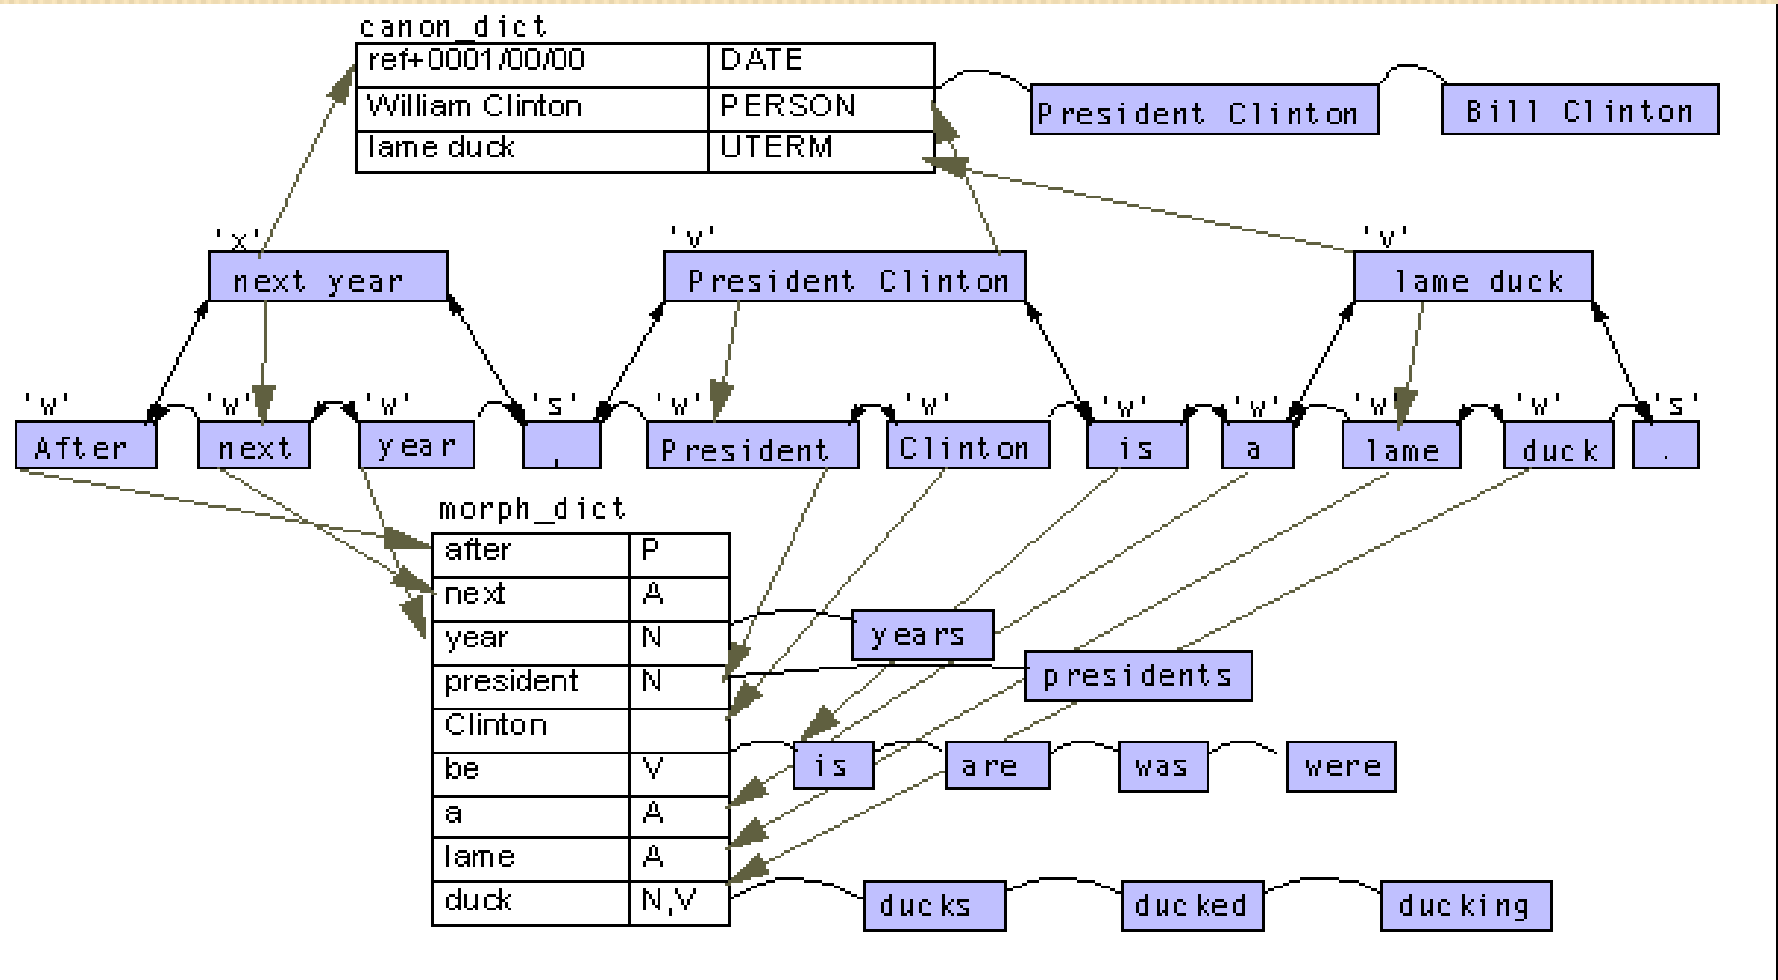 canon_dict
ref+0001/00/00 DATE
William Clinton PERSON
lame duck UTERM
President Clinton
Bill Clinton
'x' 'v' 'v'
next year President Clinton lame duck
'w' 'w' 'w' 's' 'w' 'w' 'w' 'w' 'w' 'w' 's'
After next year , President Clinton is a lame duck .
morph_dict
after P
next A
year N years
president N presidents
Clinton
be V is are was were
a A
lame A
duck N,V ducks ducked ducking